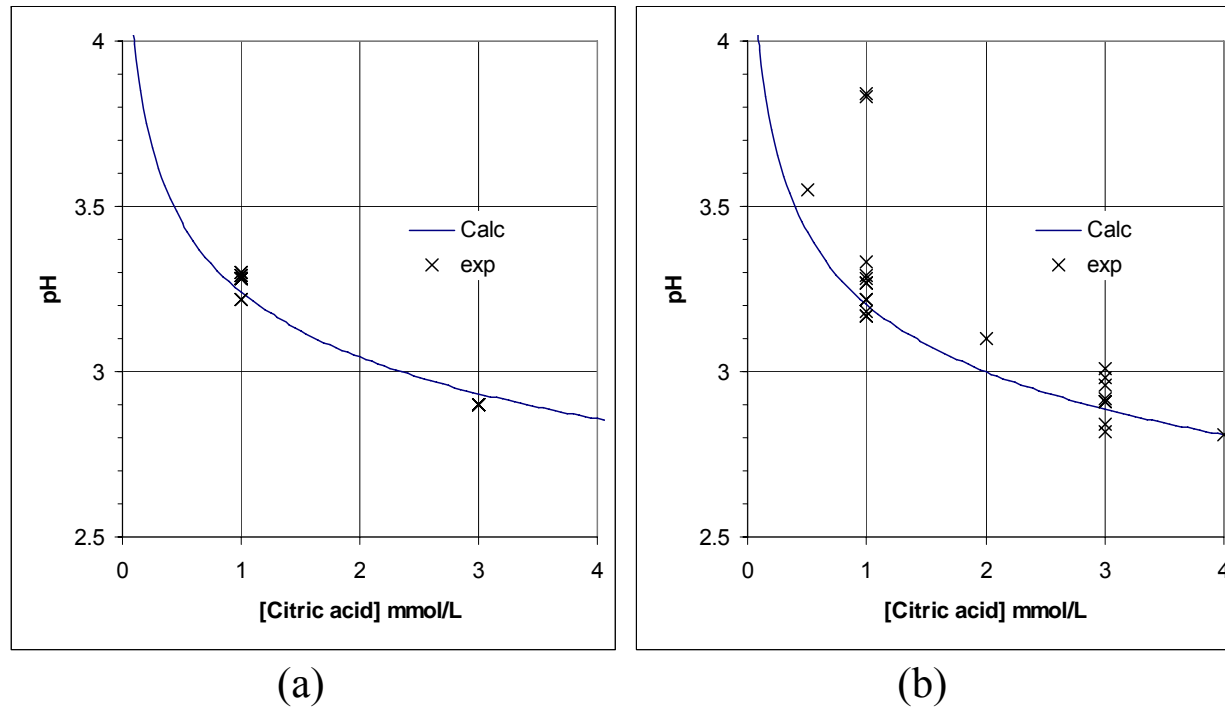 4
3.5
3
2.5
pH
0 1 2 3 4
[Citric acid] mmol/L
Calc
exp
(a)
4
3.5
3
2.5
pH
0 1 2 3 4
[Citric acid] mmol/L
Calc
exp
(b)